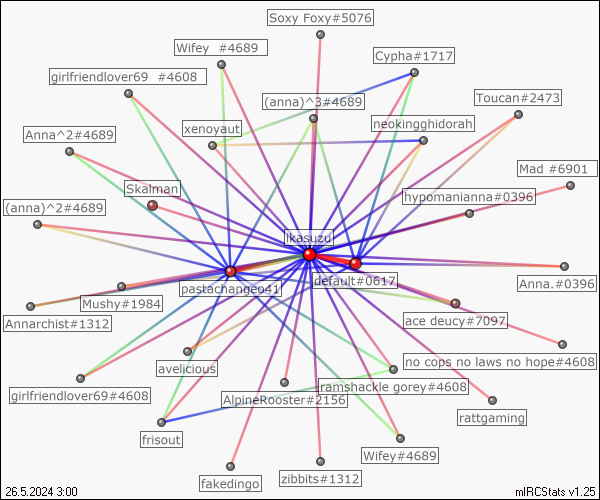 Soxy Foxy#5076
Wifey  #4689
Cypha#1717
girlfriendlover69  #4608
(anna)^3#4689
Toucan#2473
xenoyaut
neokingghidorah
Anna^2#4689
Mad #6901
Skalman
hypomanianna#0396
(anna)^2#4689
ikasuzu
default#0617
Anna.#0396
pastachangeo41
Mushy#1984
Annarchist#1312
ace deucy#7097
no cops no laws no hope#4608
avelicious
ramshackle gorey#4608
girlfriendlover69#4608
AlpineRooster#2156
rattgaming
frisout
Wifey#4689
fakedingo
zibbits#1312
26.5.2024 3:00
mIRCStats v1.25